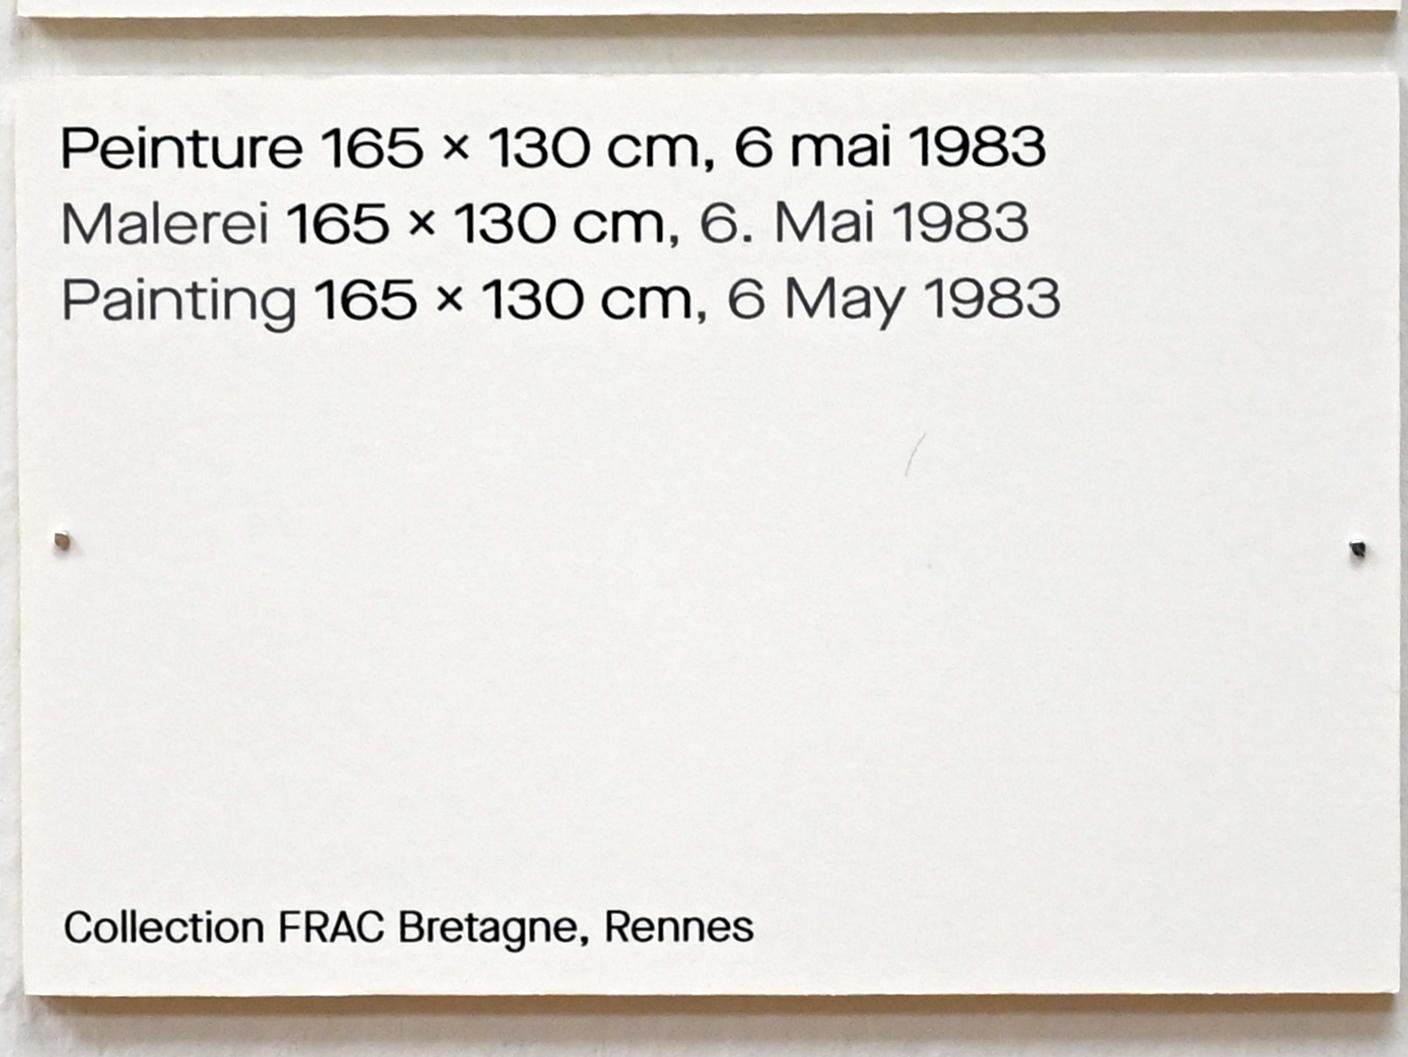 Peinture 165 × 130 cm, 6 mai 1983
Malerei 165 × 130 cm, 6. Mai 1983
Painting 165 × 130 cm, 6 May 1983
Collection FRAC Bretagne, Rennes